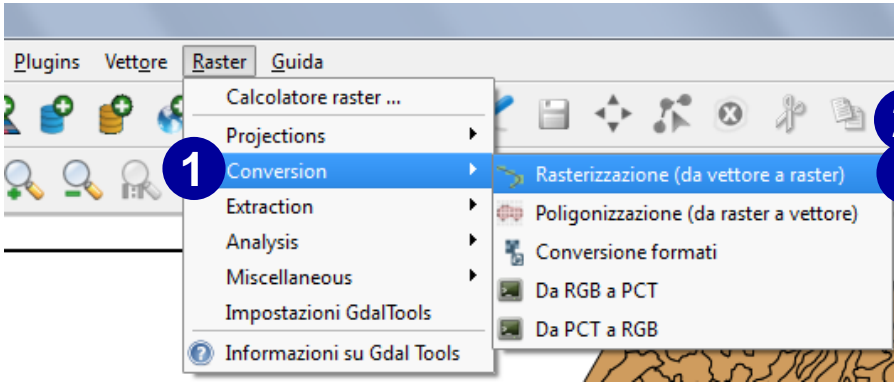 Plugins Vettore Raster Guida
Calcolatore raster ...
Projections
1
Conversion
Extraction
Analysis
Miscellaneous
Impostazioni GdalTools
Informazioni su Gdal Tools
Rasterizzazione (da vettore a raster)
Poligonizzazione (da raster a vettore)
Conversione formati
Da RGB a PCT
Da PCT a RGB